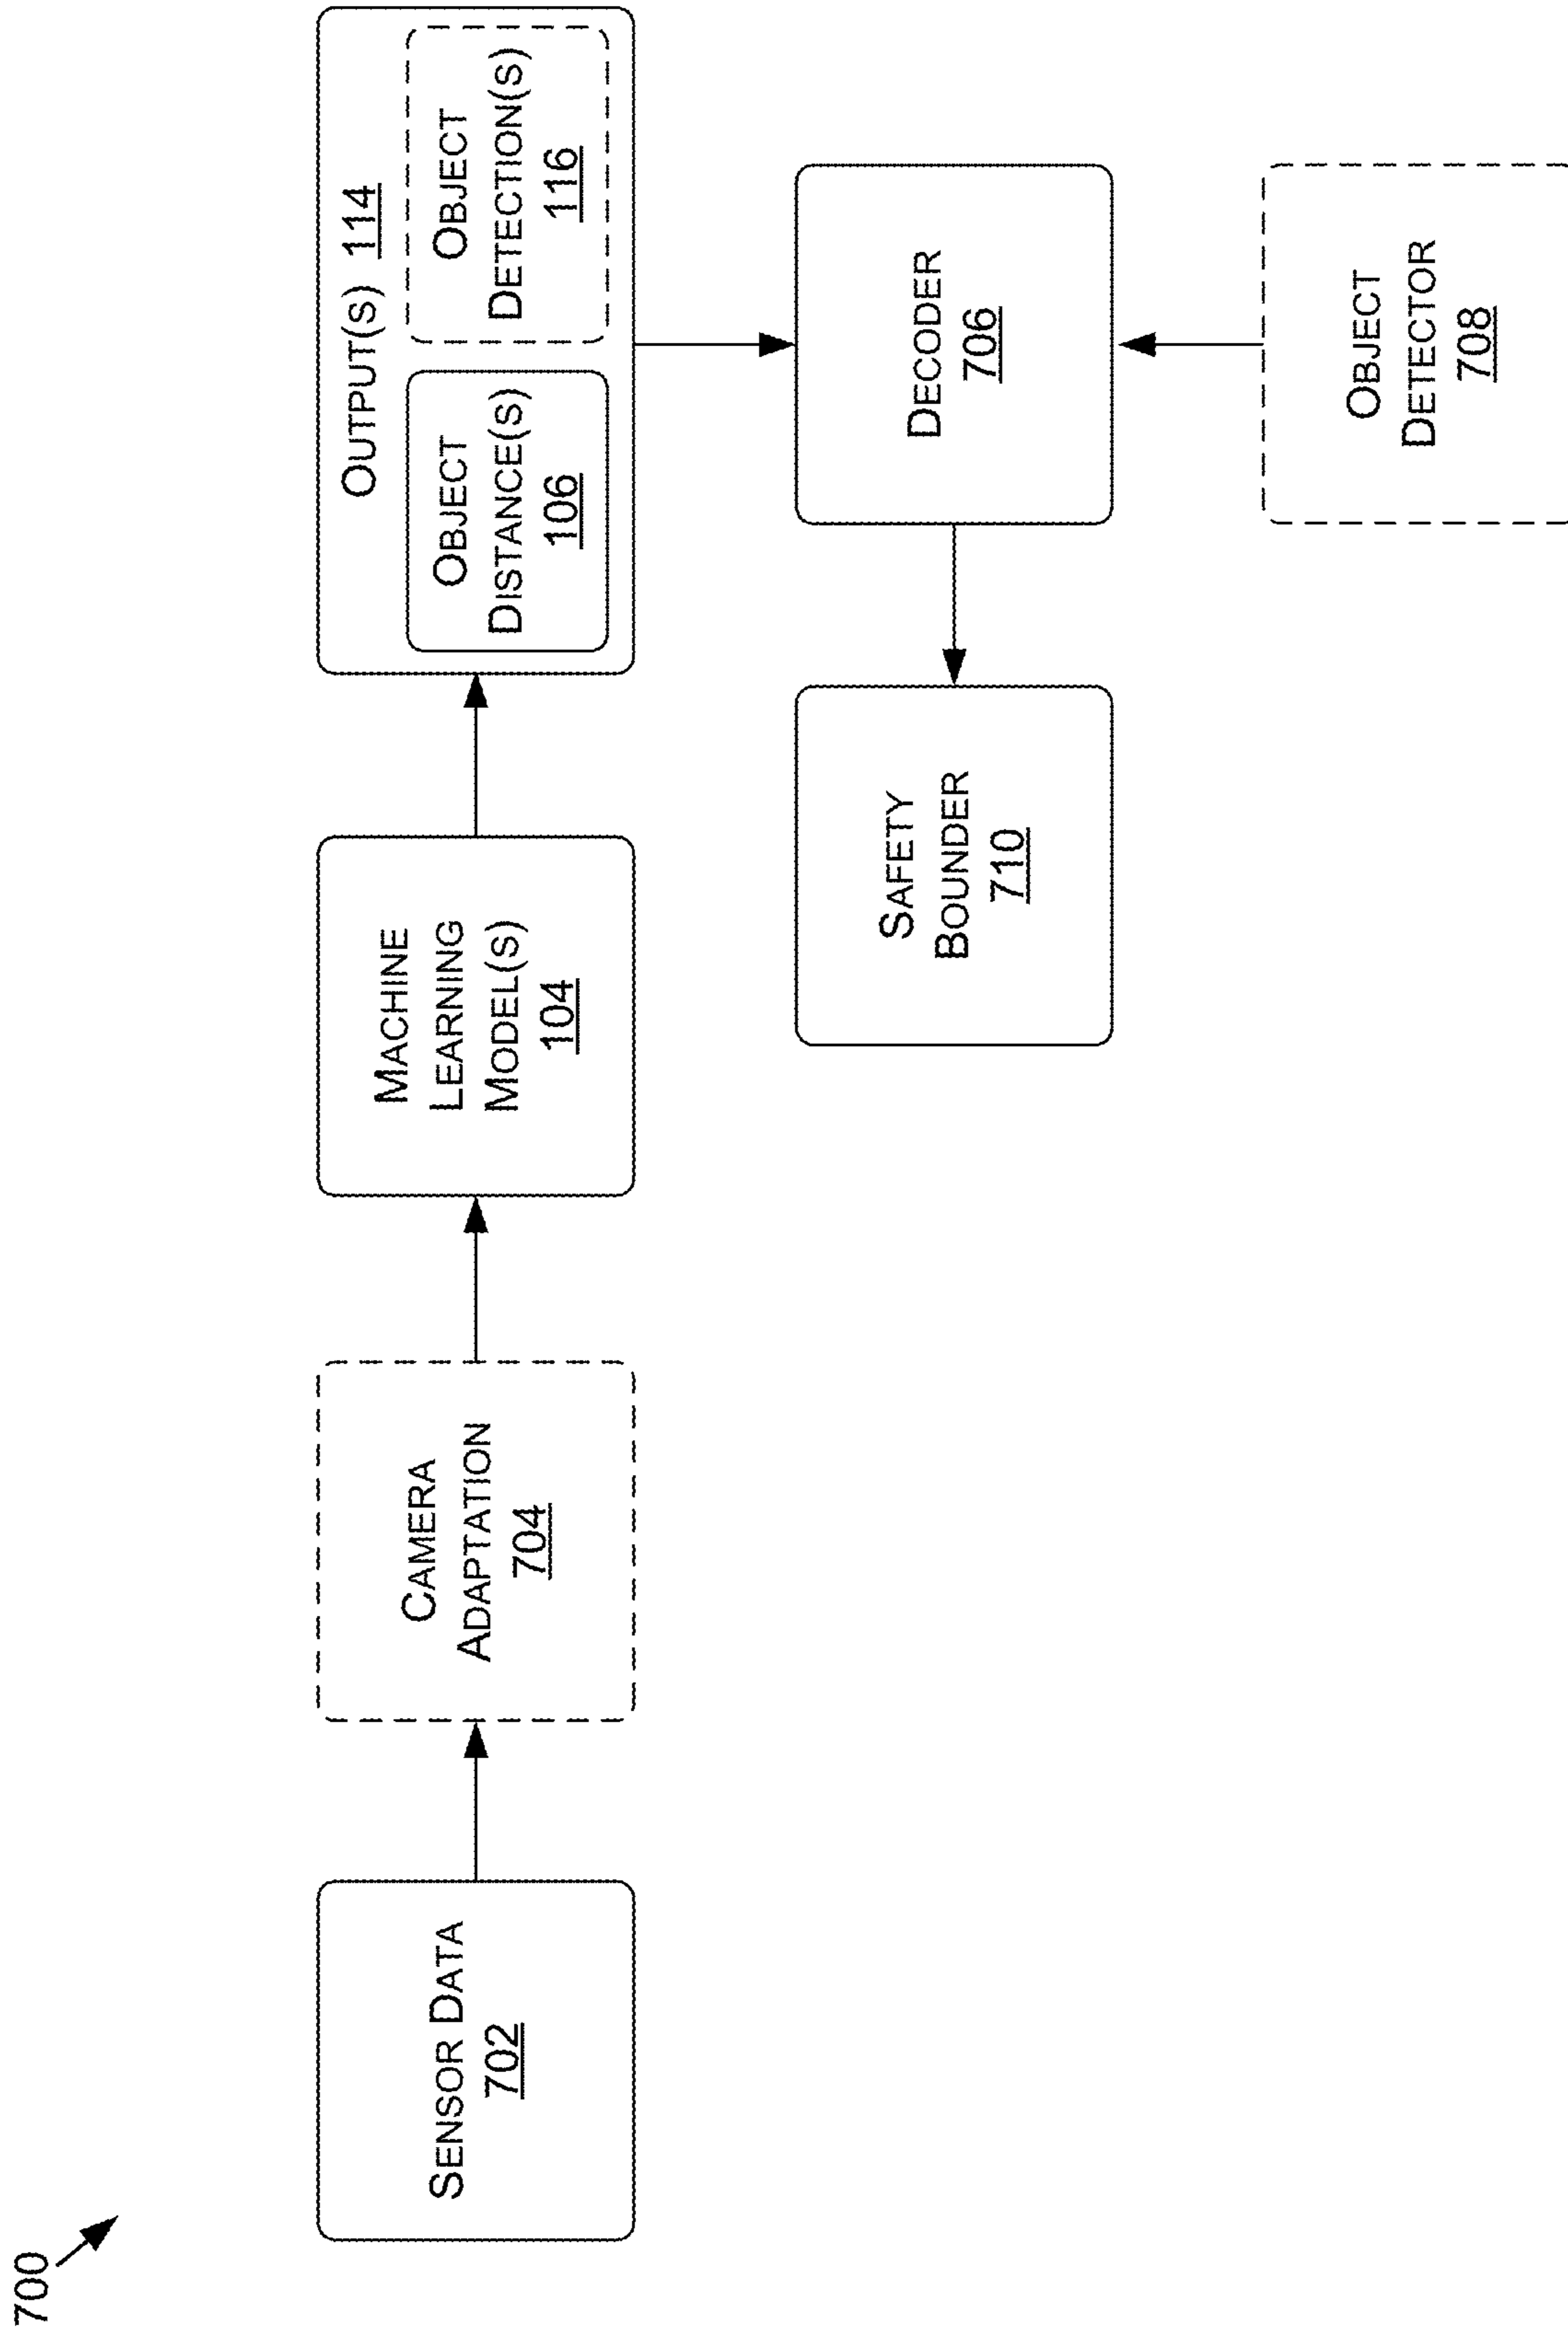 700
SENSOR DATA
702
CAMERA
ADAPTATION
704
MACHINE
LEARNING
MODEL(S)
104
OUTPUT(S) 114
OBJECT
DISTANCE(S)
106
OBJECT
DETECTION(S)
116
SAFETY
BOUNDER
710
DECODER
706
OBJECT
DETECTOR
708